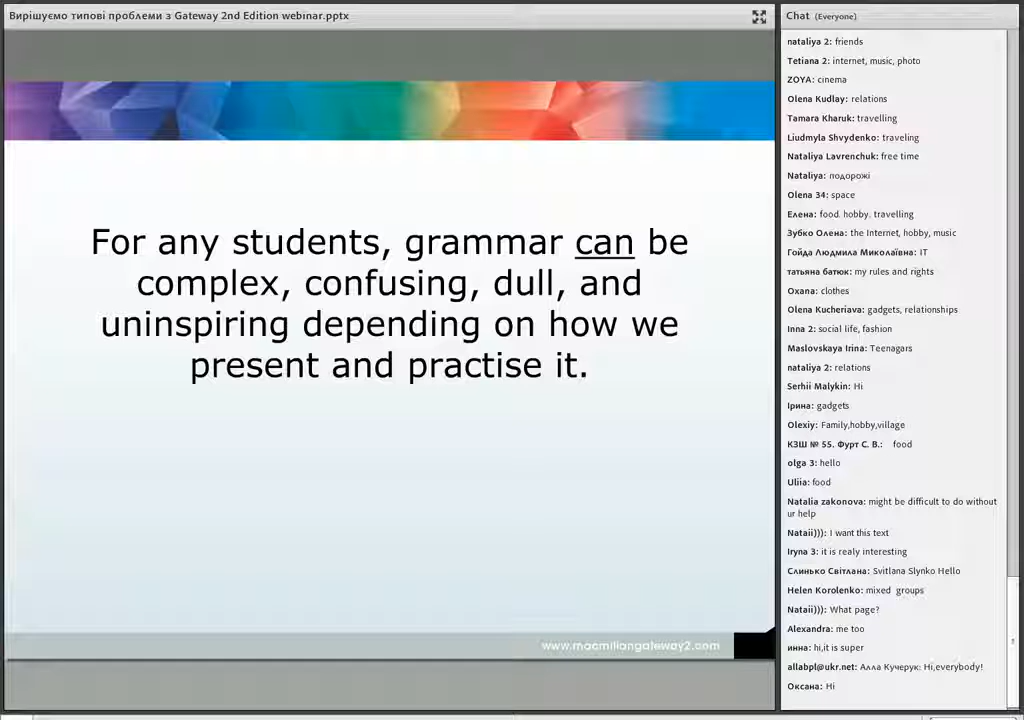 Вирішуємо типові проблеми з Gateway 2nd Edition webinar.pptx
For any students, grammar can be
complex, confusing, dull, and
uninspiring depending on how we
present and practise it.
www.macmillangateway2.com
Chat (Everyone)
nataliya 2: friends
Tetiana 2: internet, music, photo
ZOYA: cinema
Olena Kudlay: relations
Tamara Kharuk: travelling
Liudmyla Shvydenko: traveling
Nataliya Lavrenchuk: free time
Nataliya: подорожі
Olena 34: space
Елена: food. hobby. travelling
Зубко Олена: the Internet, hobby, music
Гойда Людмила Миколаївна: IT
татьяна батюк: my rules and rights
Oxana: clothes
Olena Kucheriava: gadgets, relationships
Inna 2: social life, fashion
Maslovskaya Irina: Teenagars
nataliya 2: relations
Serhii Malykin: Hi
Ірина: gadgets
Olexiy: Family,hobby,village
КЗШ № 55. Фурт С. В.: food
olga 3: hello
Uliia: food
Natalia zakonova: might be difficult to do without
ur help
Nataii))): I want this text
Iryna 3: it is realy interesting
Слинько Світлана: Svitlana Slynko Hello
Helen Korolenko: mixed groups
Nataii))): What page?
Alexandra: me too
инна: hi,it is super
allabpl@ukr.net: Алла Кучерук: Hi,everybody!
Оксана: Hi